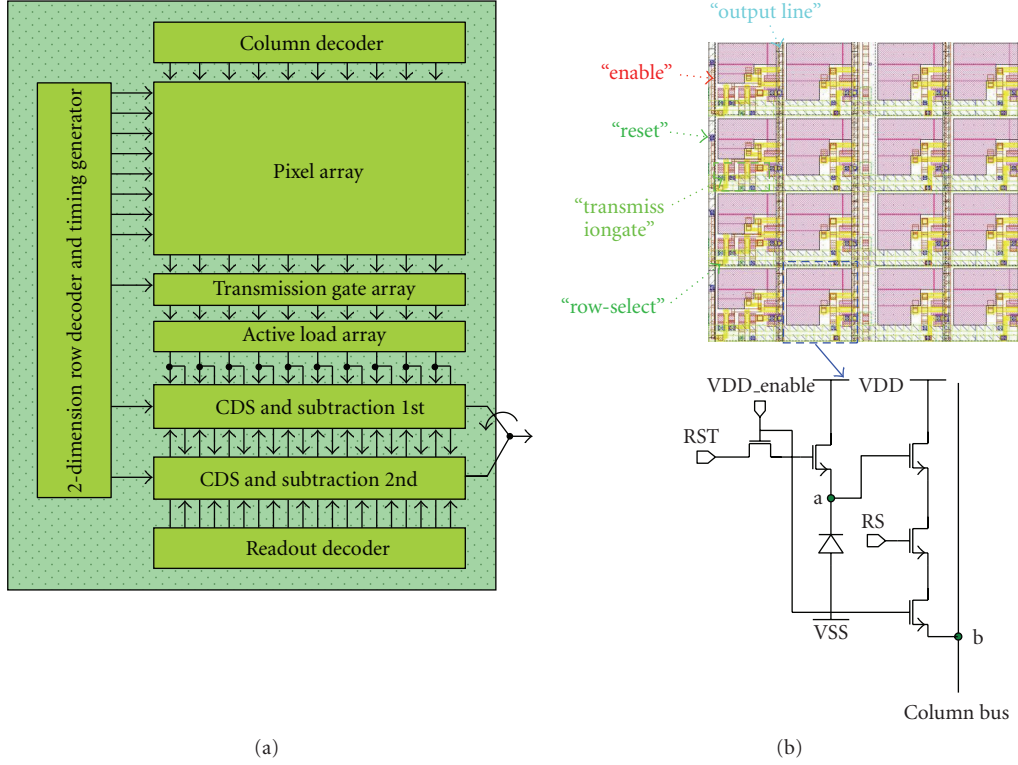 Column decoder
2-dimension row decoder and timing generator
Pixel array
Transmission gate array
Active load array
CDS and subtraction 1st
CDS and subtraction 2nd
Readout decoder
(a)
“output line”
“enable”
“reset”
“transmiss
iongate”
“row-select”
VDD_enable
VDD
RST
a
RS
VSS
b
Column bus
(b)